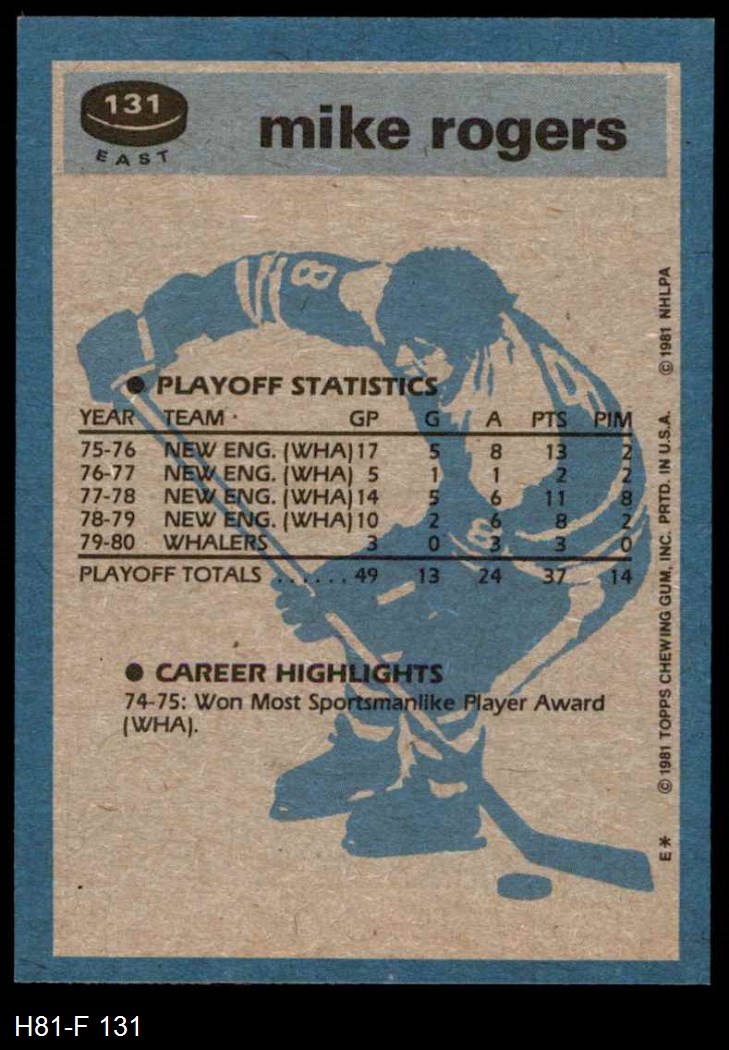 131
EAST
mike rogers
● PLAYOFF STATISTICS
YEAR TEAM GP G A PTS PIM
75-76 NEW ENG. (WHA) 17 5 8 13 2
76-77 NEW ENG. (WHA) 5 1 1 2 2
77-78 NEW ENG. (WHA) 14 5 6 11 8
78-79 NEW ENG. (WHA) 10 2 6 8 2
79-80 WHALERS 3 0 3 3 0
PLAYOFF TOTALS ...... 49 13 24 37 14
● CAREER HIGHLIGHTS
74-75: Won Most Sportsmanlike Player Award
(WHA).
E* © 1981 TOPPS CHEWING GUM, INC. PRTD. IN U.S.A. © 1981 NHLPA
8
8
H81-F 131